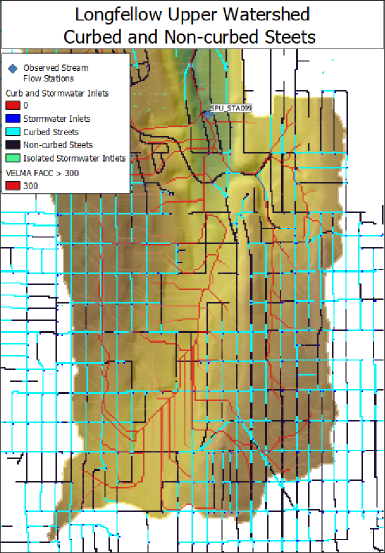 Longfellow Upper Watershed
Curbed and Non-curbed Steets
Observed Stream
Flow Stations
Curb and Stormwater Inlets
0
Stormwater Inlets
Curbed Streets
Non-curbed Steets
Isolated Stormwater Intlets
VELMA FACC > 300
300
SPU_STA099